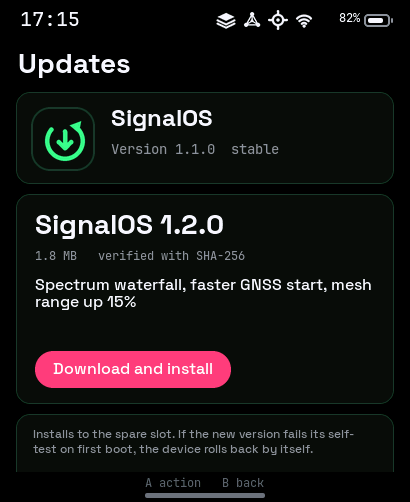 17:15
82%
Updates
SignalOS
Version 1.1.0 stable
SignalOS 1.2.0
1.8 MB verified with SHA-256
Spectrum waterfall, faster GNSS start, mesh
range up 15%
Download and install
Installs to the spare slot. If the new version fails its self-
test on first boot, the device rolls back by itself.
A action B back